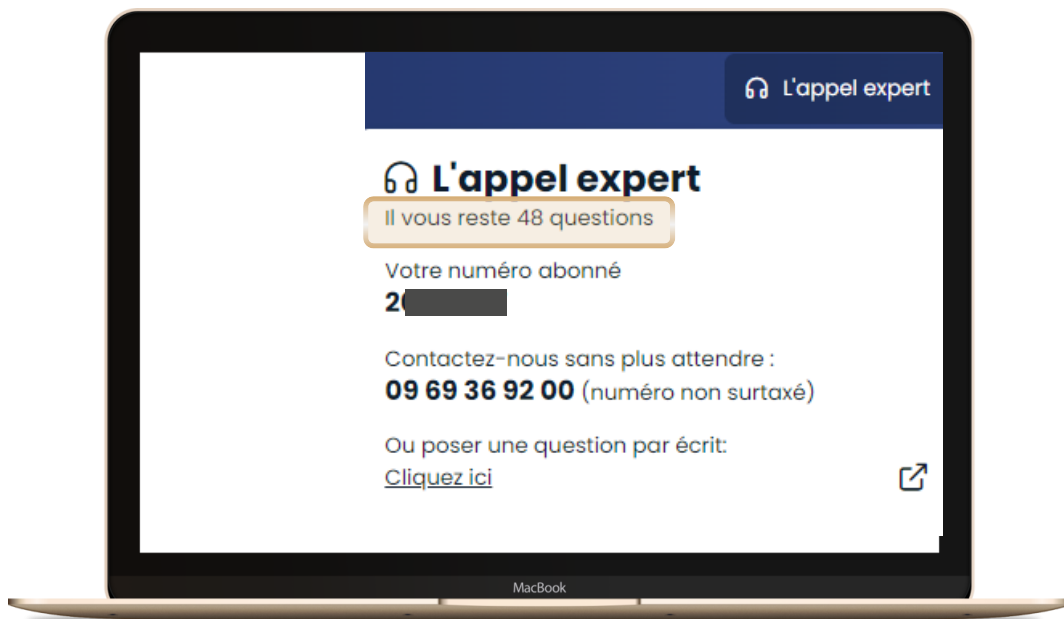 L'appel expert
L'appel expert
Il vous reste 48 questions
Votre numéro abonné
2
Contactez-nous sans plus attendre :
09 69 36 92 00 (numéro non surtaxé)
Ou poser une question par écrit:
Cliquez ici
MacBook